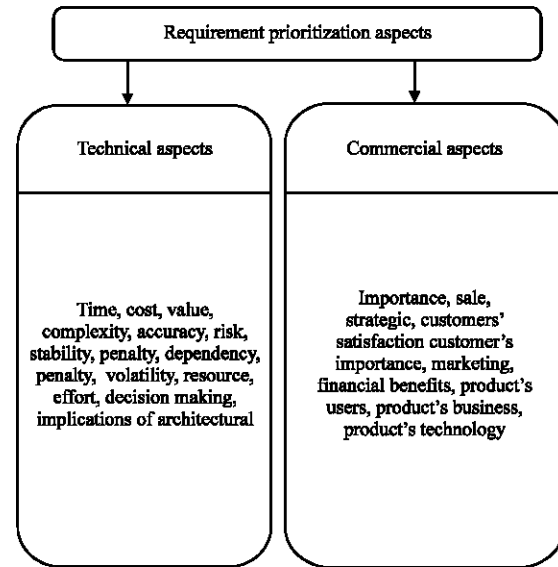 Requirement prioritization aspects
Technical aspects
Time, cost, value,
complexity, accuracy, risk,
stability, penalty, dependency,
penalty, volatility, resource,
effort, decision making,
implications of architectural
Commercial aspects
Importance, sale,
strategic, customers'
satisfaction customer's
importance, marketing,
financial benefits, product's
users, product's business,
product's technology